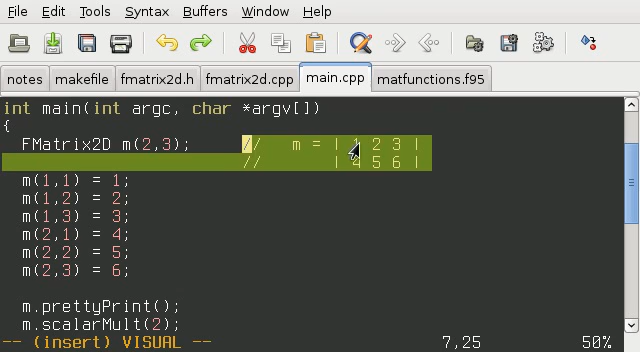 File Edit Tools Syntax Buffers Window Help
notes makefile fmatrix2d.h fmatrix2d.cpp main.cpp matfunctions.f95
int main(int argc, char *argv[])
{
FMatrix2D m(2,3); // m = | 1 2 3 |
// | 4 5 6 |
m(1,1) = 1;
m(1,2) = 2;
m(1,3) = 3;
m(2,1) = 4;
m(2,2) = 5;
m(2,3) = 6;
m.prettyPrint();
m.scalarMult(2);
-- (insert) VISUAL -- 7,25 50%